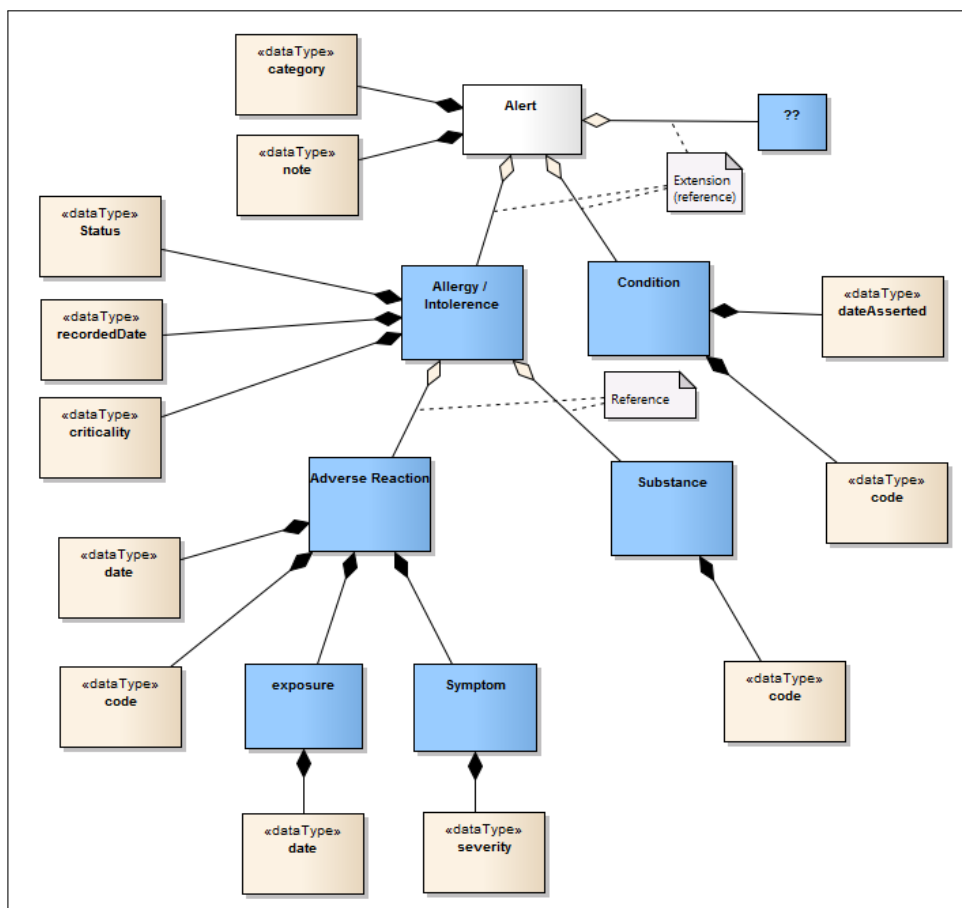 «dataType»
category
Alert
??
«dataType»
note
Extension
(reference)
«dataType»
Status
Allergy /
Intolerence
Condition
«dataType»
dateAsserted
«dataType»
recordedDate
Reference
«dataType»
criticality
Adverse Reaction
Substance
«dataType»
code
«dataType»
date
«dataType»
code
exposure
Symptom
«dataType»
code
«dataType»
date
«dataType»
severity